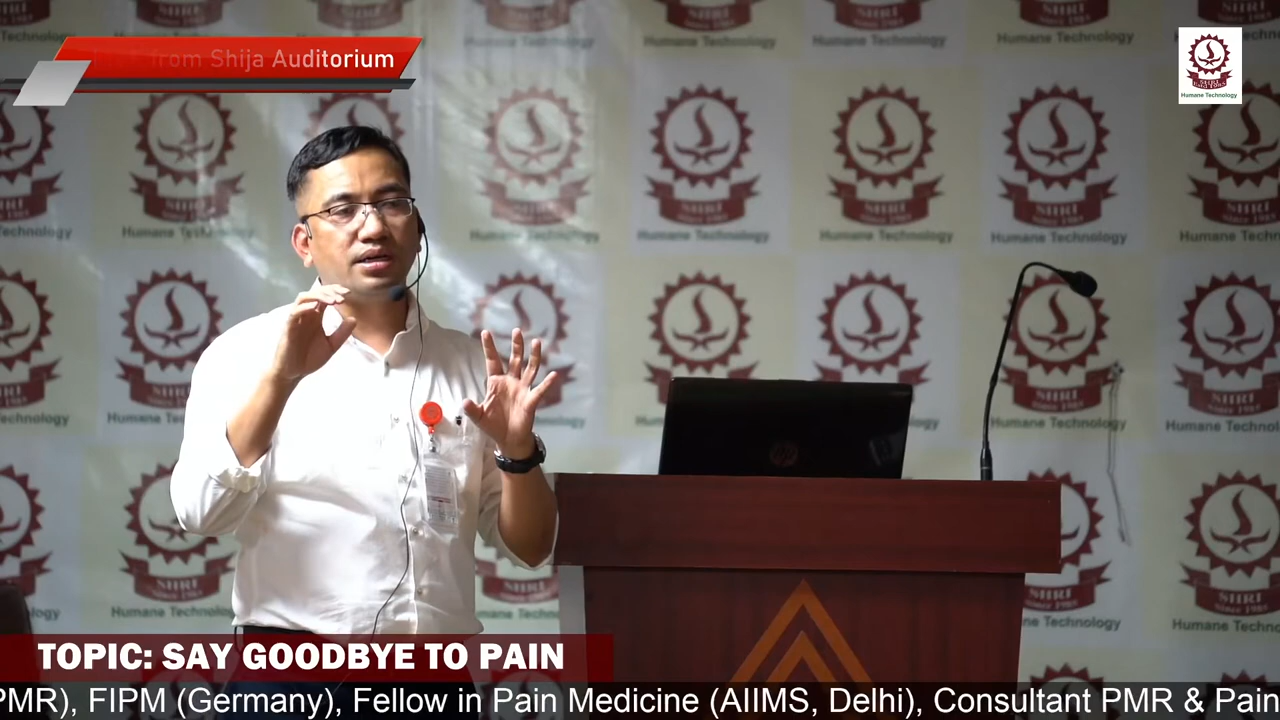 from Shija Auditorium
SHRI
Since 1985
Humane Technology
TOPIC: SAY GOODBYE TO PAIN
PMR), FIPM (Germany), Fellow in Pain Medicine (AIIMS, Delhi), Consultant PMR & Pain